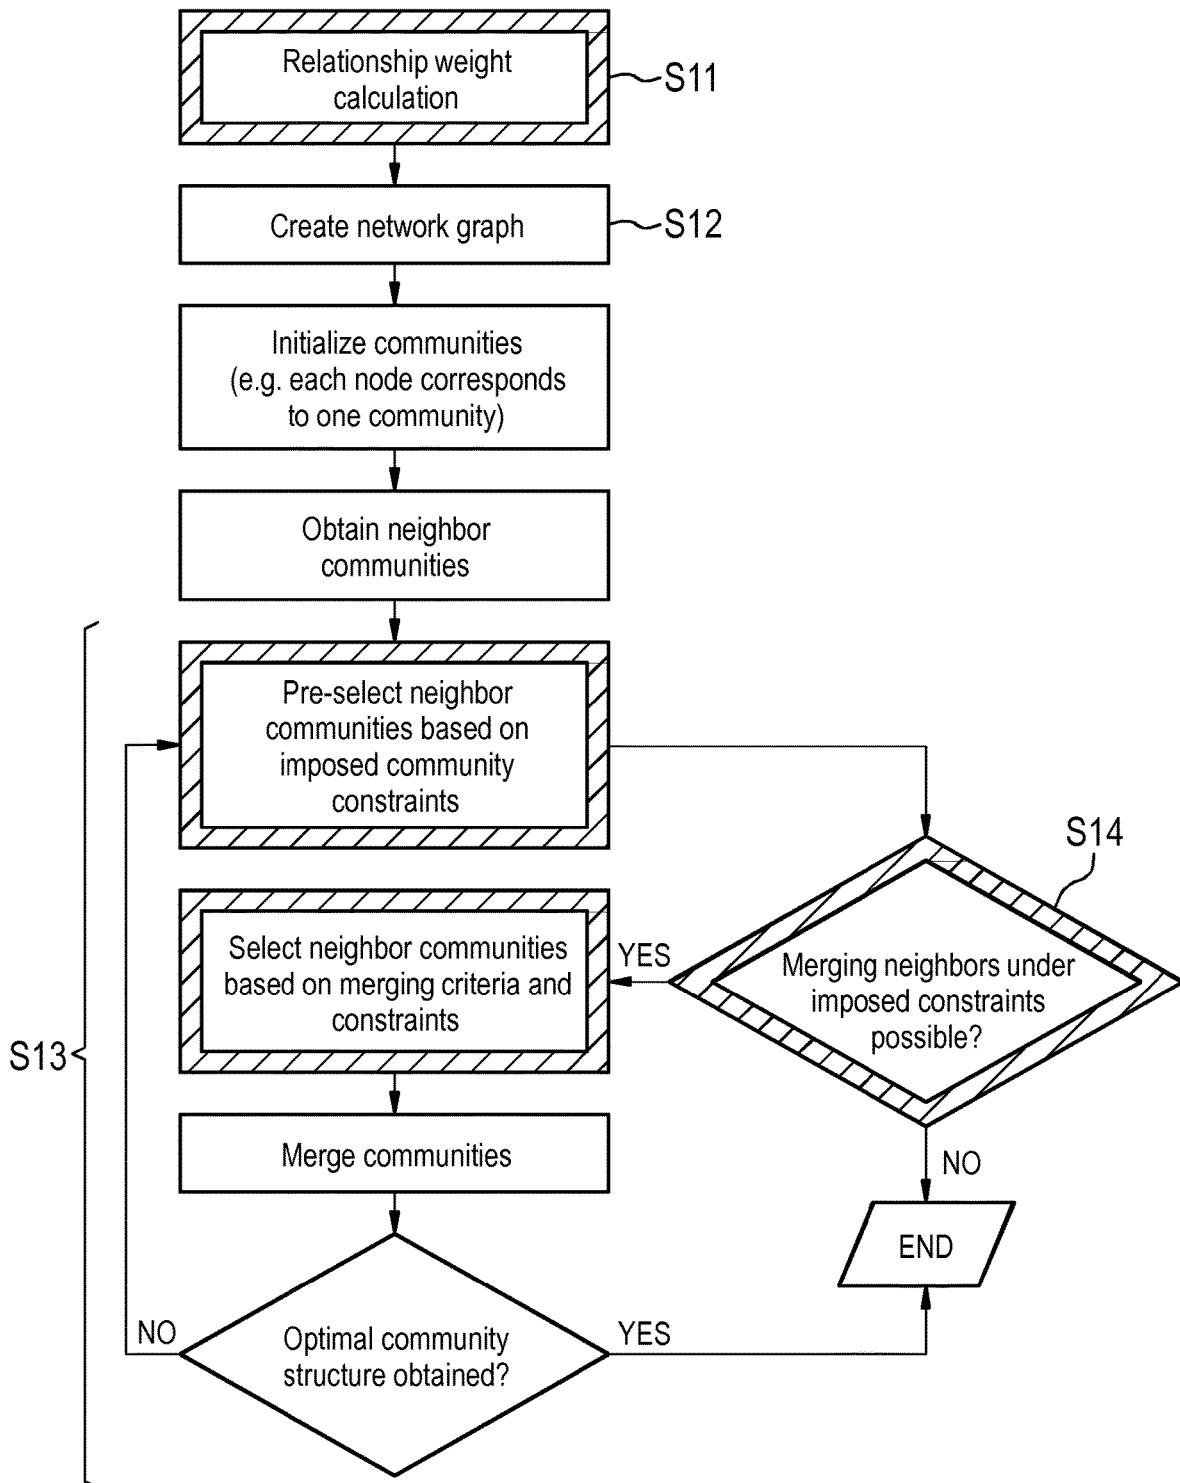 Relationship weight
calculation
S11
Create network graph
S12
Initialize communities
(e.g. each node corresponds
to one community)
Obtain neighbor
communities
Pre-select neighbor
communities based on
imposed community
constraints
S14
Merging neighbors under
imposed constraints
possible?
YES
Select neighbor communities
based on merging criteria and
constraints
S13
Merge communities
NO
END
Optimal community
structure obtained?
NO
YES